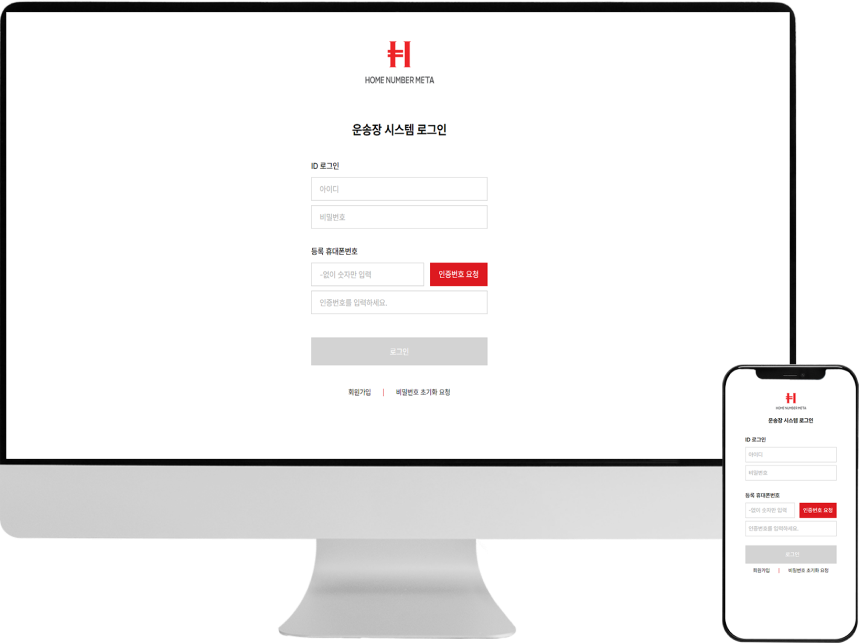 HOME NUMBER META
운송장 시스템 로그인
ID 로그인
아이디
비밀번호
등록 휴대폰번호
-없이 숫자만 입력
인증번호 요청
인증번호를 입력하세요.
로그인
회원가입 | 비밀번호 초기화 요청
HOME NUMBER META
운송장 시스템 로그인
ID 로그인
아이디
비밀번호
등록 휴대폰번호
-없이 숫자만 입력
인증번호 요청
인증번호를 입력하세요.
로그인
회원가입 | 비밀번호 초기화 요청